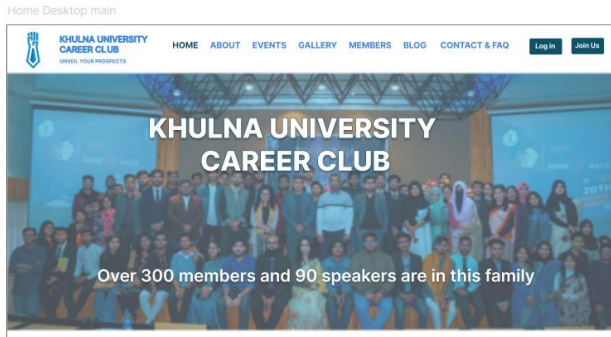 Home Desktop main
KHULNA UNIVERSITY
CAREER CLUB
UNVEIL YOUR PROSPECTS
HOME ABOUT EVENTS GALLERY MEMBERS BLOG CONTACT & FAQ Log in Join Us
KHULNA UNIVERSITY
CAREER CLUB
20TH
Over 300 members and 90 speakers are in this family